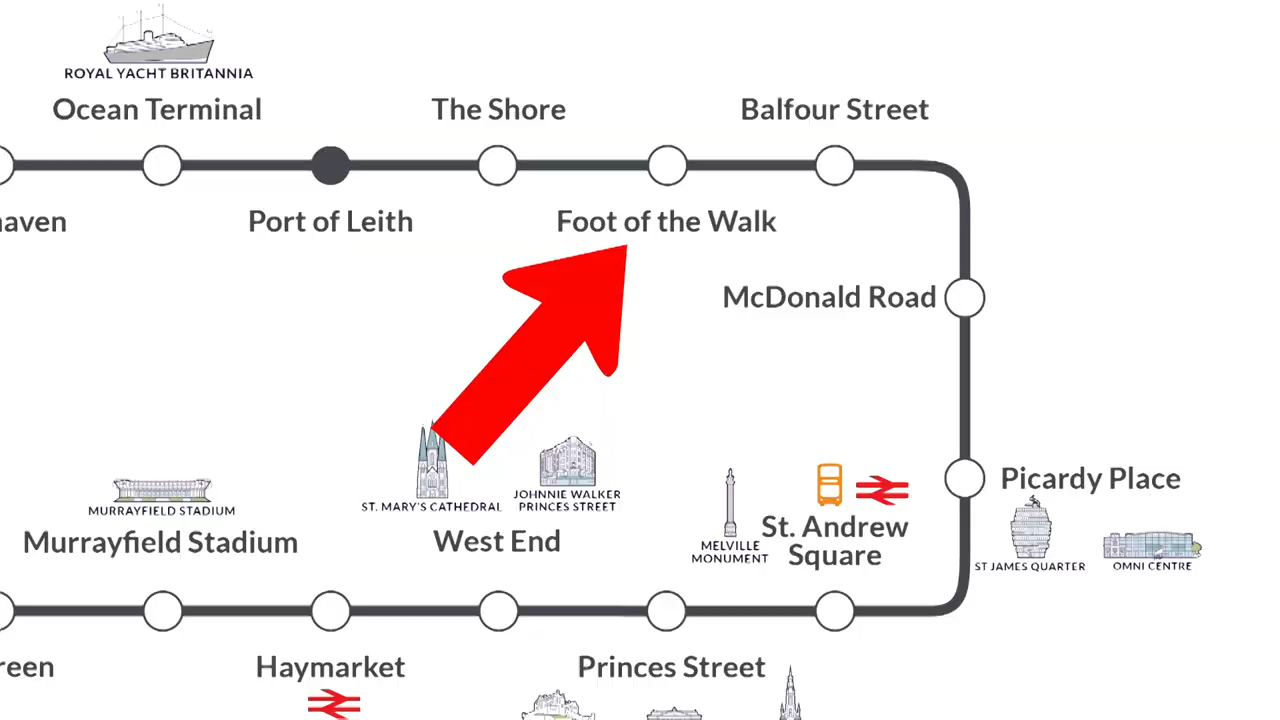 ROYAL YACHT BRITANNIA
Ocean Terminal
The Shore
Balfour Street
haven
Port of Leith
Foot of the Walk
McDonald Road
Picardy Place
ST JAMES QUARTER
OMNI CENTRE
MURRAYFIELD STADIUM
Murrayfield Stadium
ST. MARY'S CATHEDRAL
JOHNNIE WALKER
PRINCES STREET
West End
MELVILLE
MONUMENT
St. Andrew
Square
reen
Haymarket
Princes Street